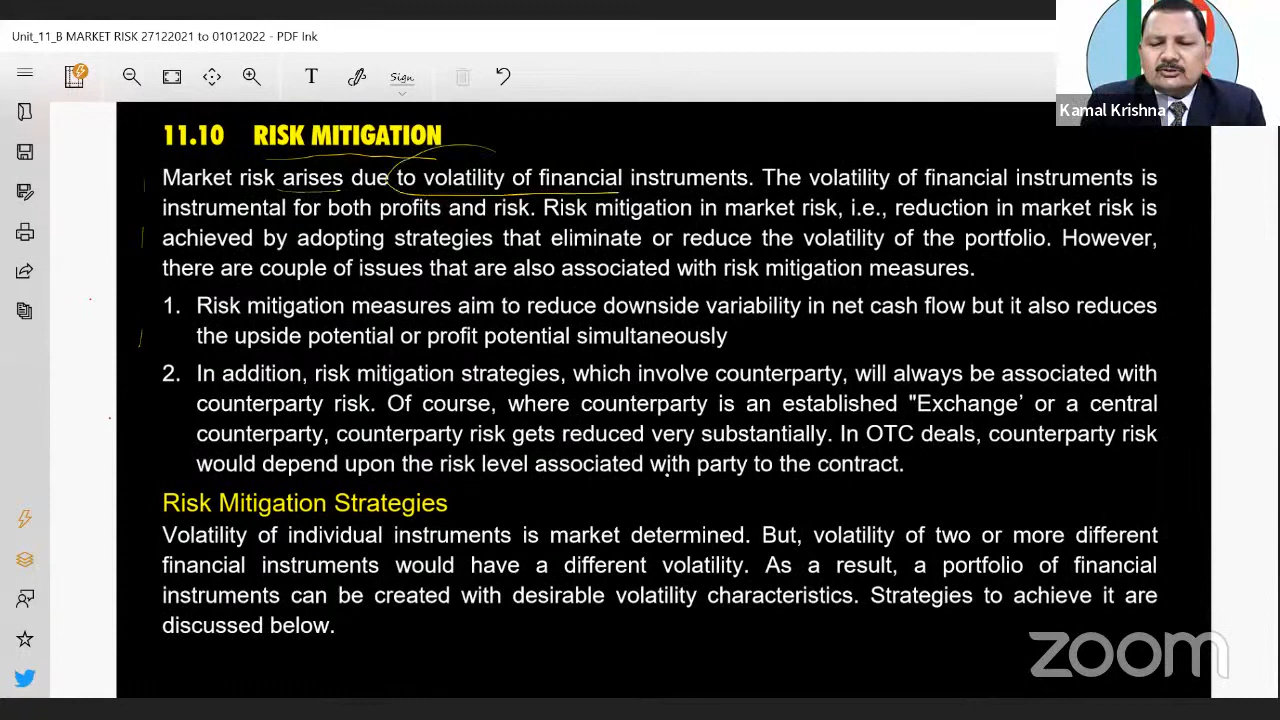 Unit_11_B MARKET RISK 27122021 to 01012022 - PDF Ink
T
Sign
Kamal Krishna
11.10 RISK MITIGATION
Market risk arises due to volatility of financial instruments. The volatility of financial instruments is
instrumental for both profits and risk. Risk mitigation in market risk, i.e., reduction in market risk is
achieved by adopting strategies that eliminate or reduce the volatility of the portfolio. However,
there are couple of issues that are also associated with risk mitigation measures.
1. Risk mitigation measures aim to reduce downside variability in net cash flow but it also reduces
the upside potential or profit potential simultaneously
2. In addition, risk mitigation strategies, which involve counterparty, will always be associated with
counterparty risk. Of course, where counterparty is an established "Exchange’ or a central
counterparty, counterparty risk gets reduced very substantially. In OTC deals, counterparty risk
would depend upon the risk level associated with party to the contract.
Risk Mitigation Strategies
Volatility of individual instruments is market determined. But, volatility of two or more different
financial instruments would have a different volatility. As a result, a portfolio of financial
instruments can be created with desirable volatility characteristics. Strategies to achieve it are
discussed below.
zoom